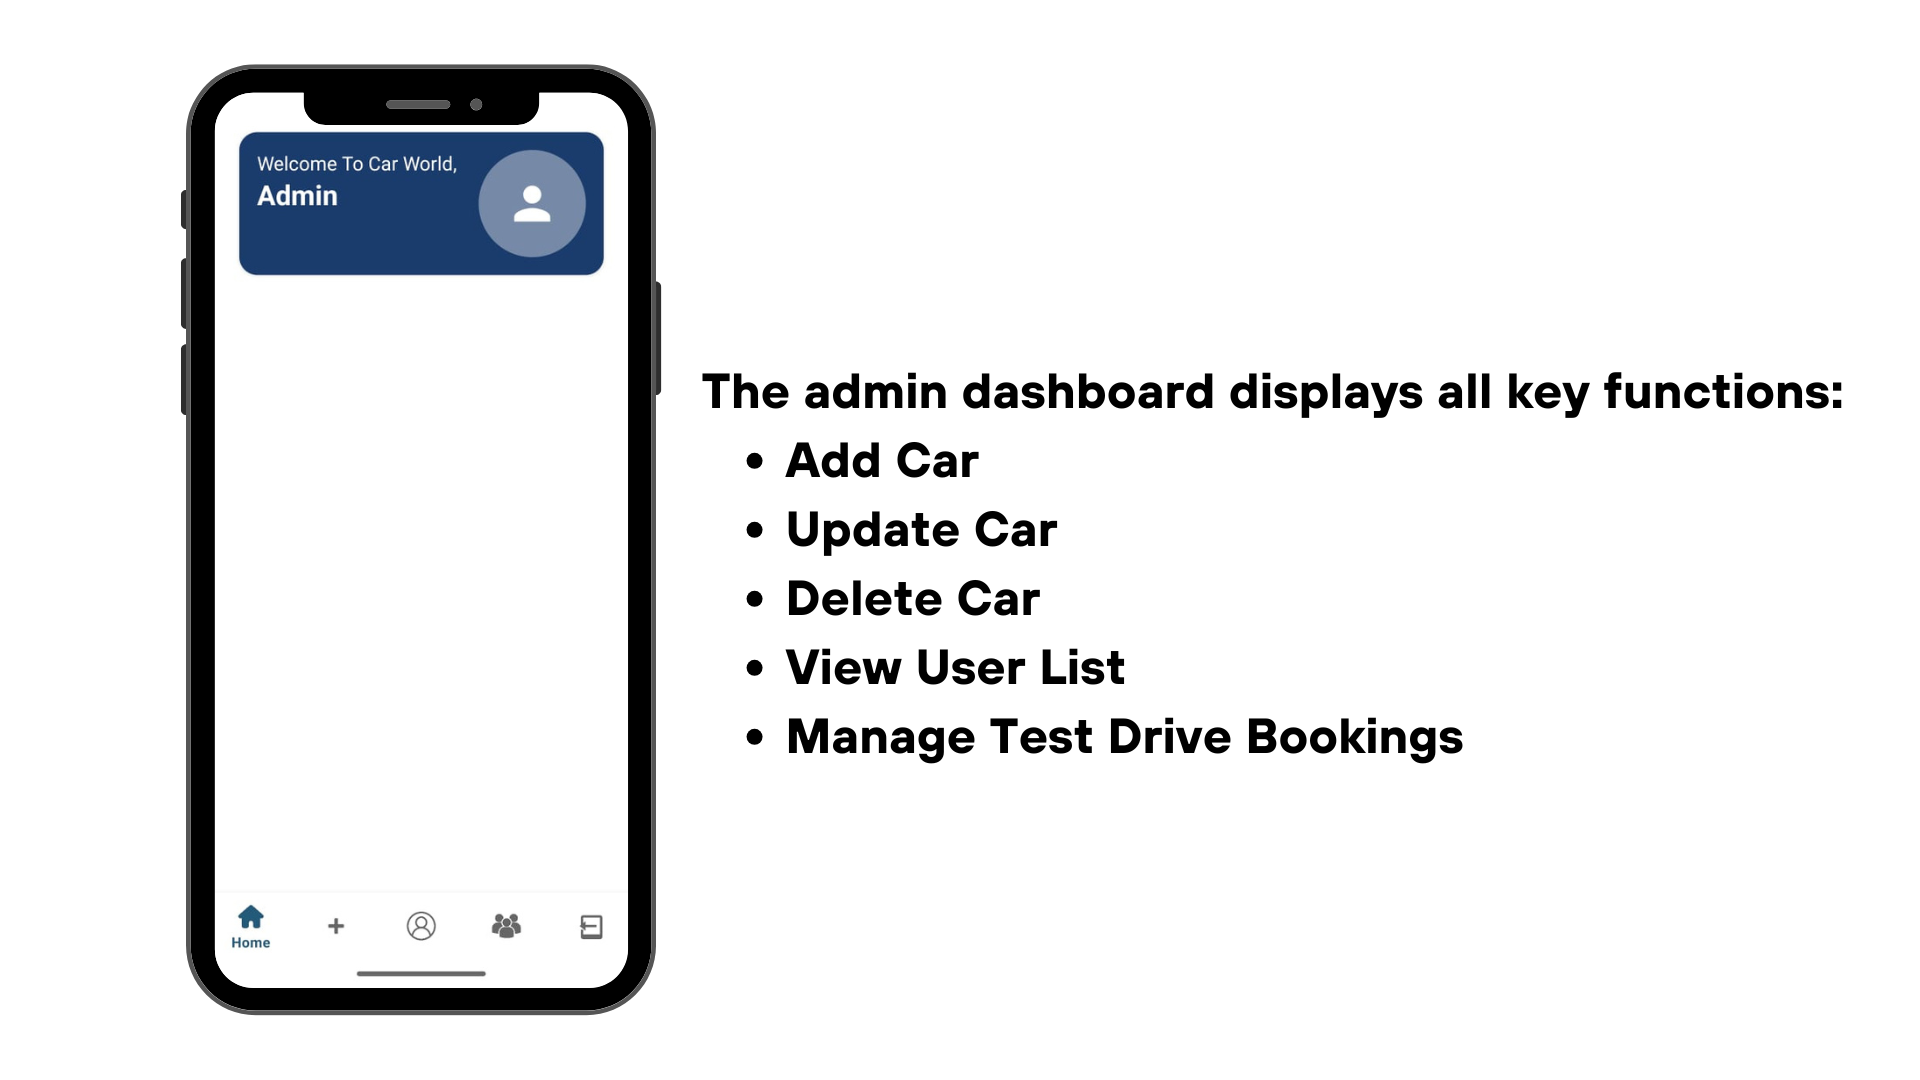 Welcome To Car World,
Admin
Home
The admin dashboard displays all key functions:
• Add Car
• Update Car
• Delete Car
• View User List
• Manage Test Drive Bookings